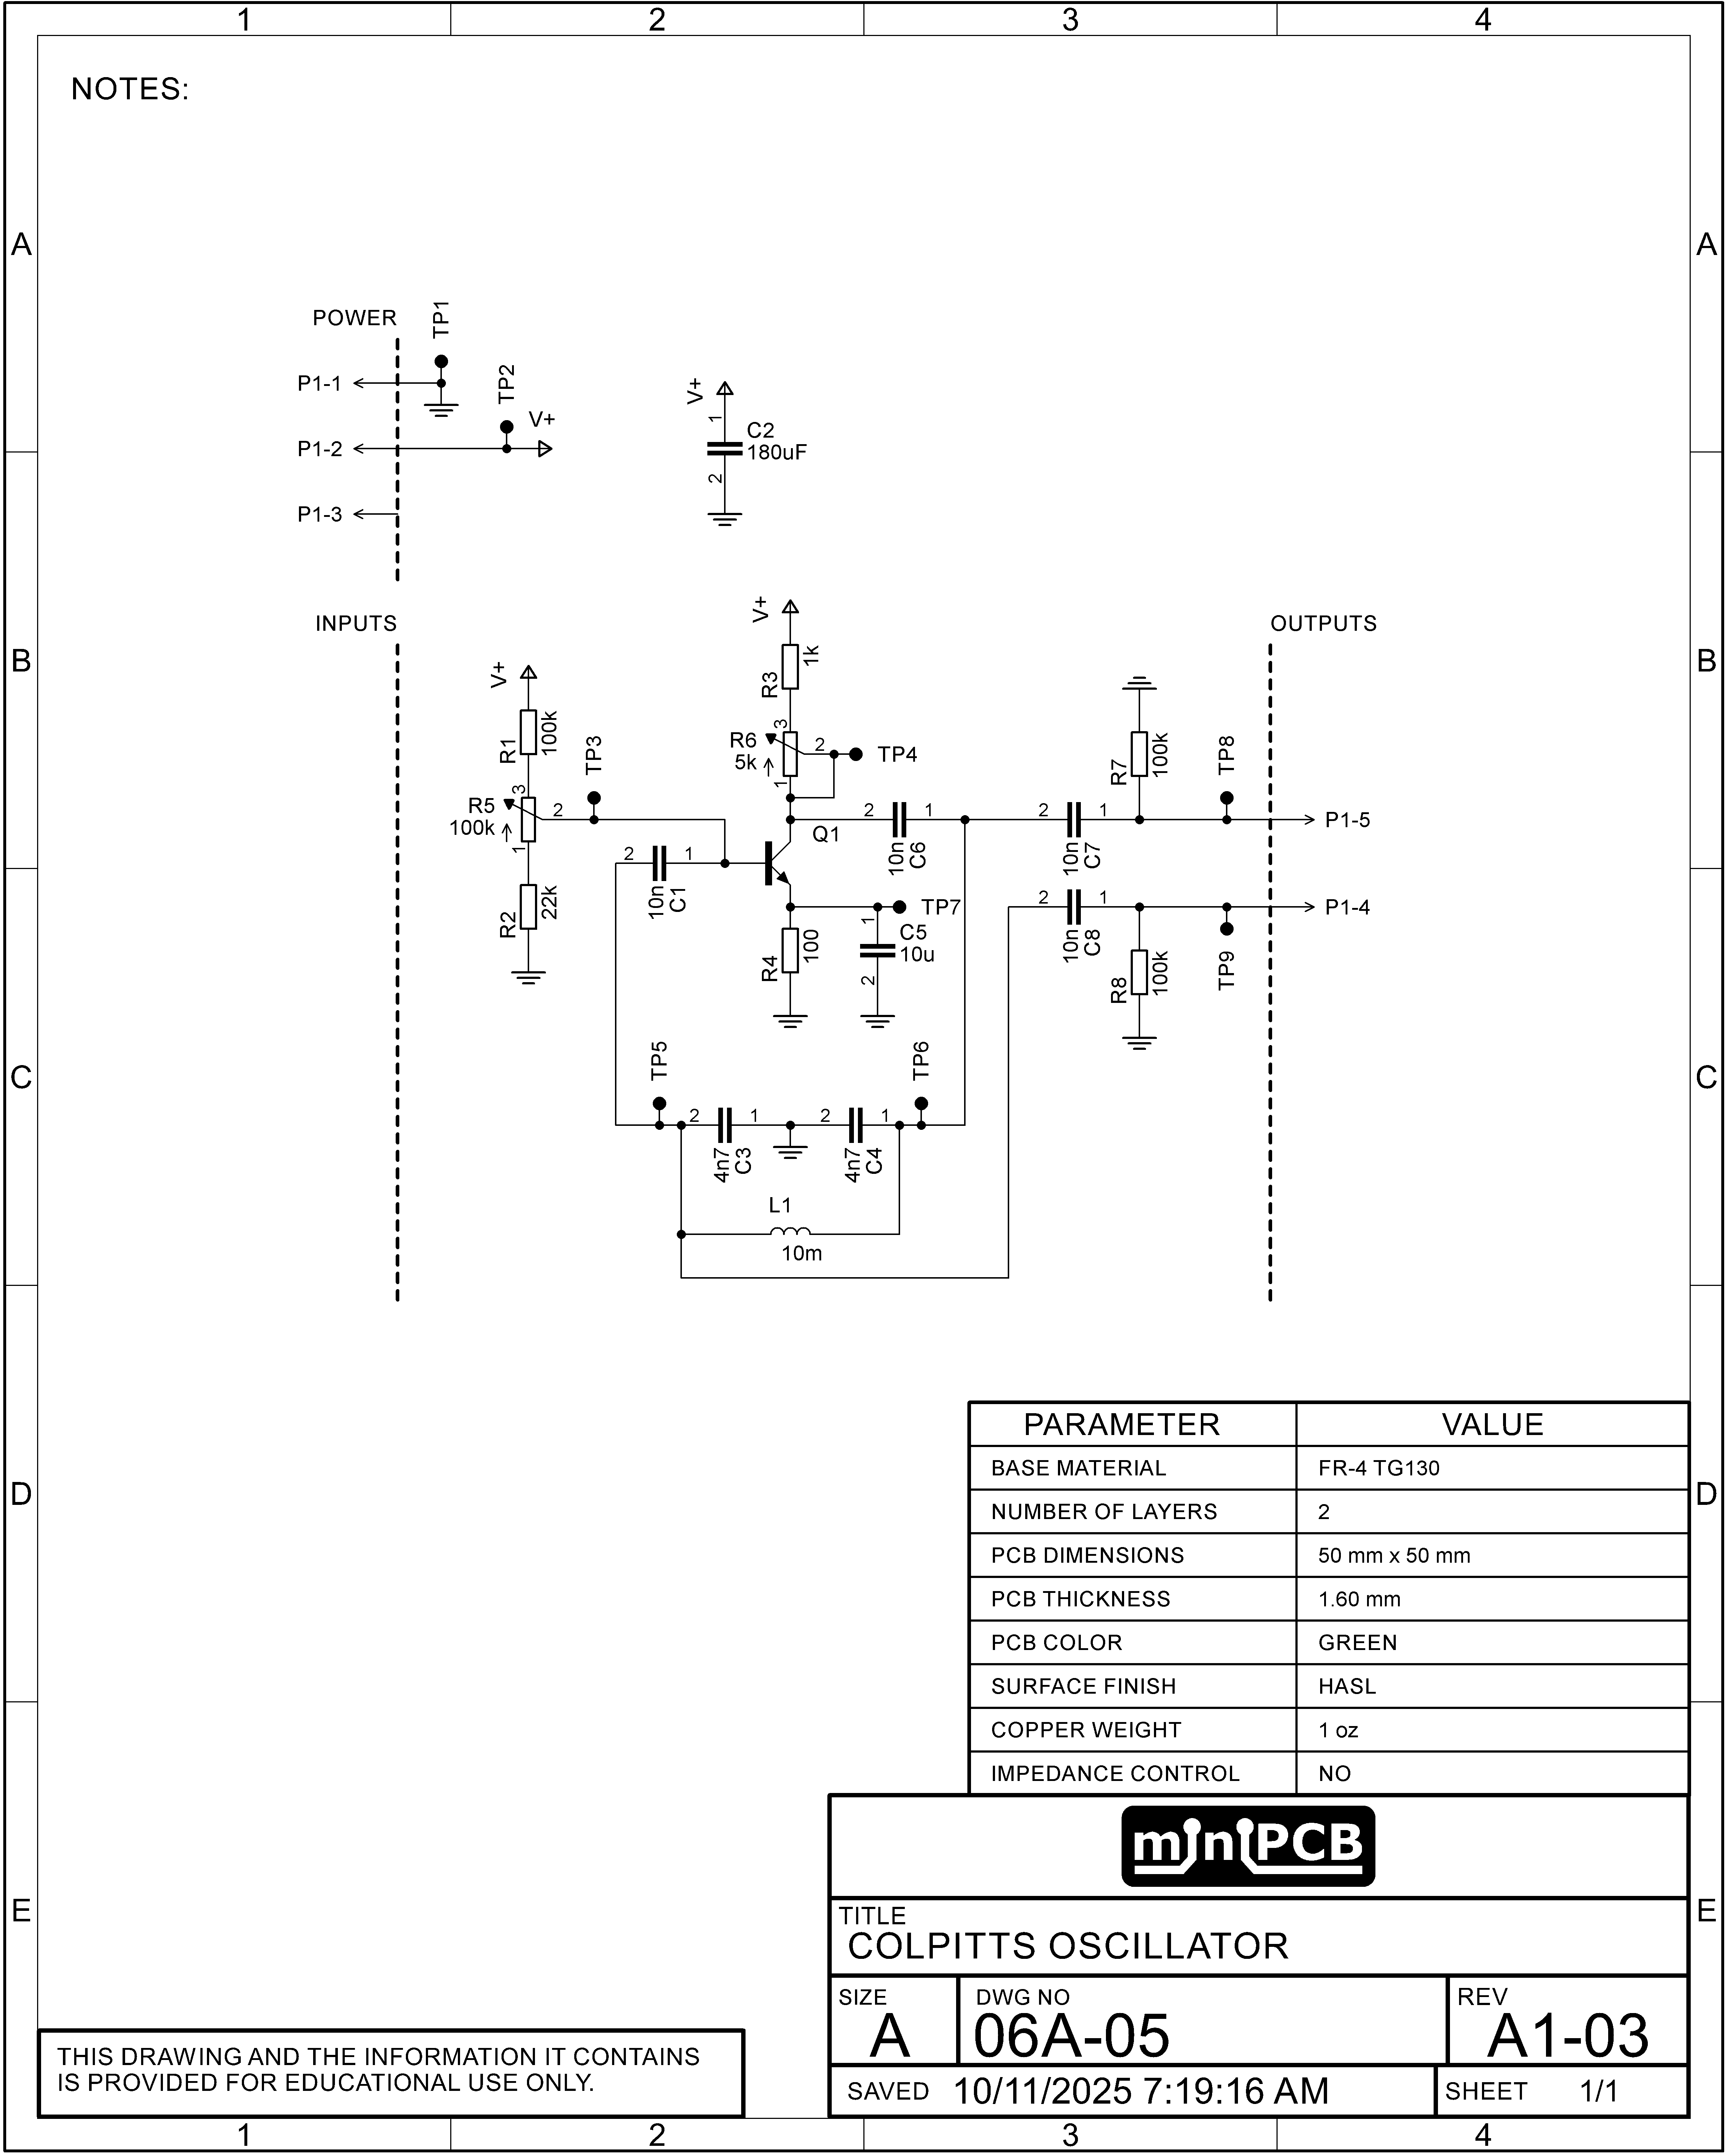 1 2 3 4
NOTES:
A A
POWER
TP1
P1-1
TP2
V+
P1-2
P1-3
V+
1
C2
180uF
2
INPUTS
OUTPUTS
B B
V+
R3
1k
V+
R1
100k
TP3
R6
5k
3
2
1
TP4
R5
100k
3
2
1
Q1
2 1
10n
C6
2 1
10n
C7
R7
100k
TP8
P1-5
2 1
10n
C1
R2
22k
TP7
1
C5
10u
2
R4
100
2 1
10n
C8
R8
100k
TP9
P1-4
C C
TP5
TP6
2 1
4n7
C3
2 1
4n7
C4
L1
10m
PARAMETER VALUE
BASE MATERIAL FR-4 TG130
D D
NUMBER OF LAYERS 2
PCB DIMENSIONS 50 mm x 50 mm
PCB THICKNESS 1.60 mm
PCB COLOR GREEN
SURFACE FINISH HASL
COPPER WEIGHT 1 oz
IMPEDANCE CONTROL NO
miniPCB
E E
TITLE
COLPITTS OSCILLATOR
SIZE
A
DWG NO
06A-05
REV
A1-03
SAVED 10/11/2025 7:19:16 AM
SHEET 1/1
THIS DRAWING AND THE INFORMATION IT CONTAINS
IS PROVIDED FOR EDUCATIONAL USE ONLY.
1 2 3 4